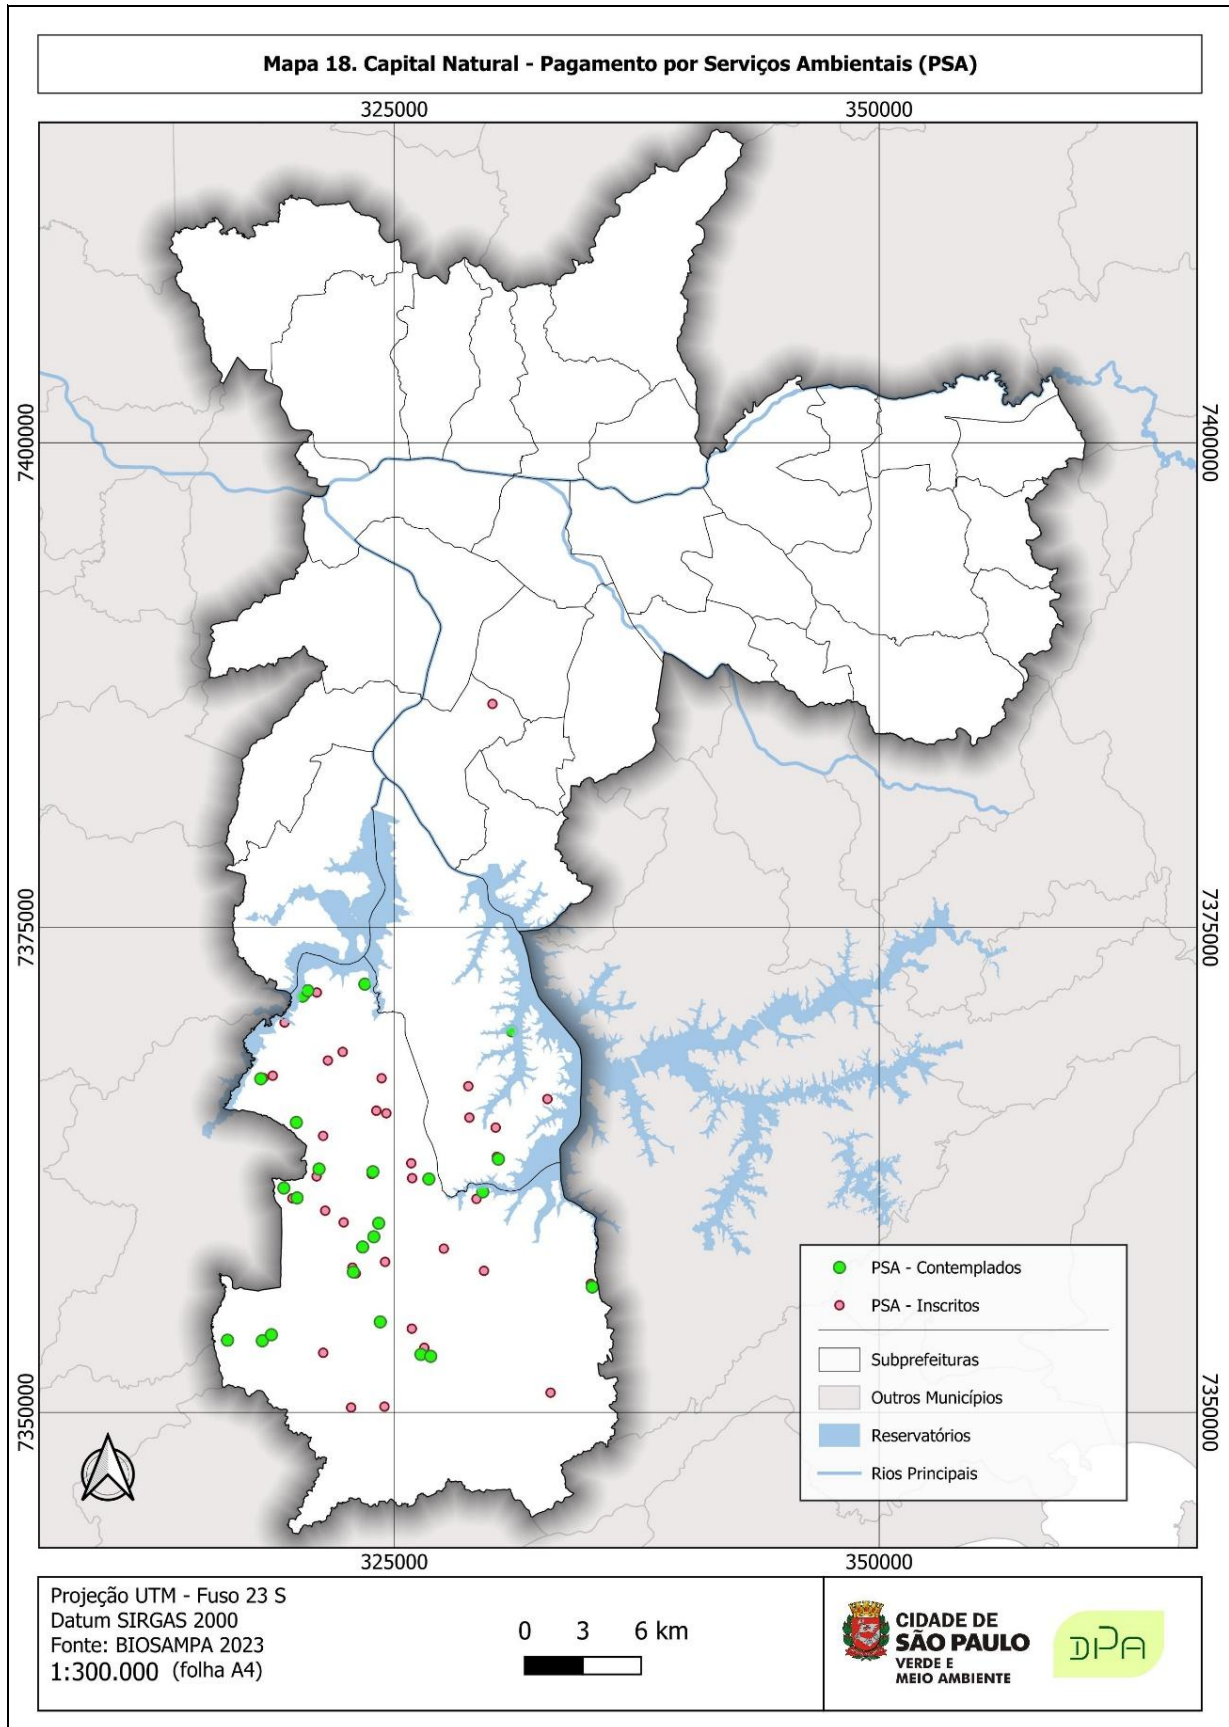 Mapa 18. Capital Natural - Pagamento por Serviços Ambientais (PSA)
325000 350000
7400000 7400000
7375000 7375000
PSA - Contemplados
PSA - Inscritos
Subprefeituras
Outros Municípios
Reservatórios
Rios Principais
7350000 7350000
325000 350000
Projeção UTM - Fuso 23 S
Datum SIRGAS 2000
Fonte: BIOSAMPA 2023
1:300.000 (folha A4)
0 3 6 km
CIDADE DE
SÃO PAULO
VERDE E
MEIO AMBIENTE
DPA